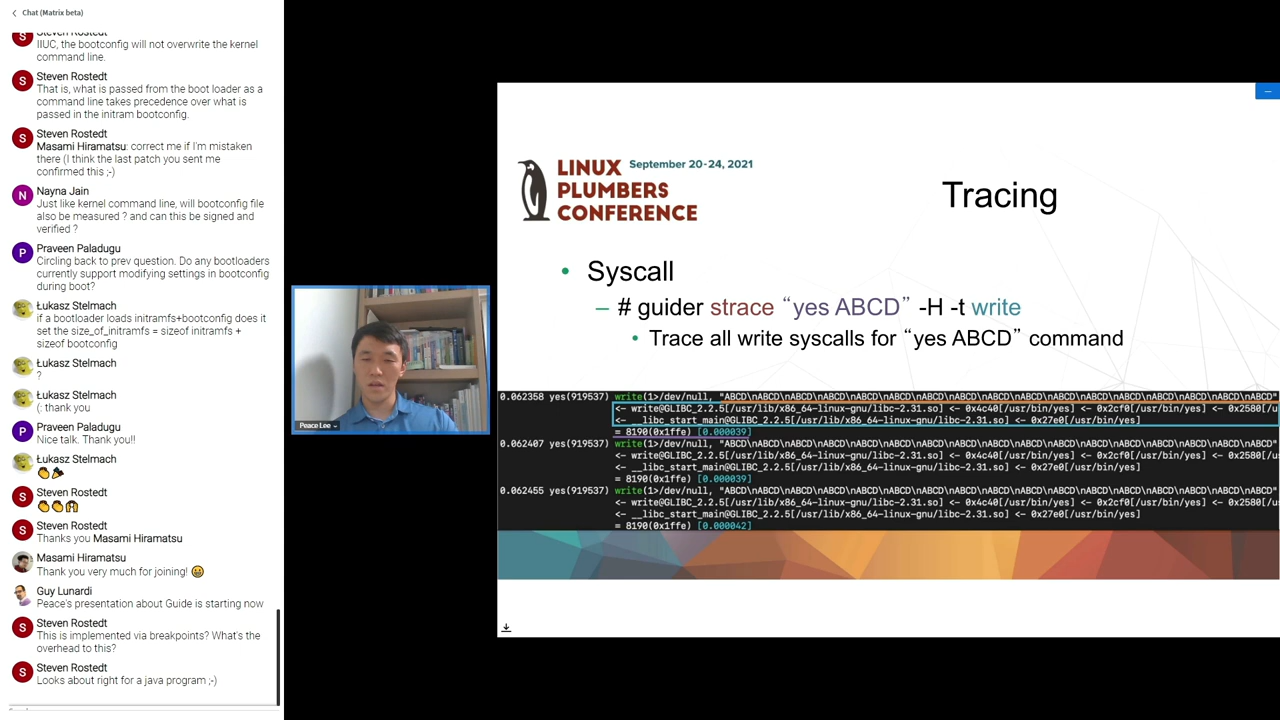 Chat (Matrix beta)
Steven Rostedt
IIUC, the bootconfig will not overwrite the kernel
command line.
Steven Rostedt
That is, what is passed from the boot loader as a
command line takes precedence over what is
passed in the initram bootconfig.
Steven Rostedt
Masami Hiramatsu: correct me if I'm mistaken
there (I think the last patch you sent me
confirmed this ;-)
Nayna Jain
Just like kernel command line, will bootconfig file
also be measured ? and can this be signed and
verified ?
Praveen Paladugu
Circling back to prev question. Do any bootloaders
currently support modifying settings in bootconfig
during boot?
Łukasz Stelmach
if a bootloader loads initramfs+bootconfig does it
set the size_of_initramfs = sizeof initramfs +
sizeof bootconfig
Łukasz Stelmach
?
Łukasz Stelmach
(: thank you
Praveen Paladugu
Nice talk. Thank you!!
Łukasz Stelmach
Steven Rostedt
Steven Rostedt
Thanks you Masami Hiramatsu
Masami Hiramatsu
Thank you very much for joining!
Guy Lunardi
Peace's presentation about Guide is starting now
Steven Rostedt
This is implemented via breakpoints? What's the
overhead to this?
Steven Rostedt
Looks about right for a java program ;-)
Peace Lee
LINUX September 20-24, 2021
PLUMBERS
CONFERENCE
Tracing
• Syscall
– # guider strace “yes ABCD” -H -t write
• Trace all write syscalls for “yes ABCD” command
0.062358 yes(919537) write(1>/dev/null, "ABCD\nABCD\nABCD\nABCD\nABCD\nABCD\nABCD\nABCD\nABCD\nABCD\nABCD\nABCD\nABCD"
<- write@GLIBC_2.2.5[/usr/lib/x86_64-linux-gnu/libc-2.31.so] <- 0x4c40[/usr/bin/yes] <- 0x2cf0[/usr/bin/yes] <- 0x2580[/u
<- __libc_start_main@GLIBC_2.2.5[/usr/lib/x86_64-linux-gnu/libc-2.31.so] <- 0x27e0[/usr/bin/yes]
= 8190(0x1ffe) [0.000039]
0.062407 yes(919537) write(1>/dev/null, "ABCD\nABCD\nABCD\nABCD\nABCD\nABCD\nABCD\nABCD\nABCD\nABCD\nABCD\nABCD\nABCD"
<- write@GLIBC_2.2.5[/usr/lib/x86_64-linux-gnu/libc-2.31.so] <- 0x4c40[/usr/bin/yes] <- 0x2cf0[/usr/bin/yes] <- 0x2580[/us
<- __libc_start_main@GLIBC_2.2.5[/usr/lib/x86_64-linux-gnu/libc-2.31.so] <- 0x27e0[/usr/bin/yes]
= 8190(0x1ffe) [0.000039]
0.062455 yes(919537) write(1>/dev/null, "ABCD\nABCD\nABCD\nABCD\nABCD\nABCD\nABCD\nABCD\nABCD\nABCD\nABCD\nABCD\nABCD"
<- write@GLIBC_2.2.5[/usr/lib/x86_64-linux-gnu/libc-2.31.so] <- 0x4c40[/usr/bin/yes] <- 0x2cf0[/usr/bin/yes] <- 0x2580[/us
<- __libc_start_main@GLIBC_2.2.5[/usr/lib/x86_64-linux-gnu/libc-2.31.so] <- 0x27e0[/usr/bin/yes]
= 8190(0x1ffe) [0.000042]